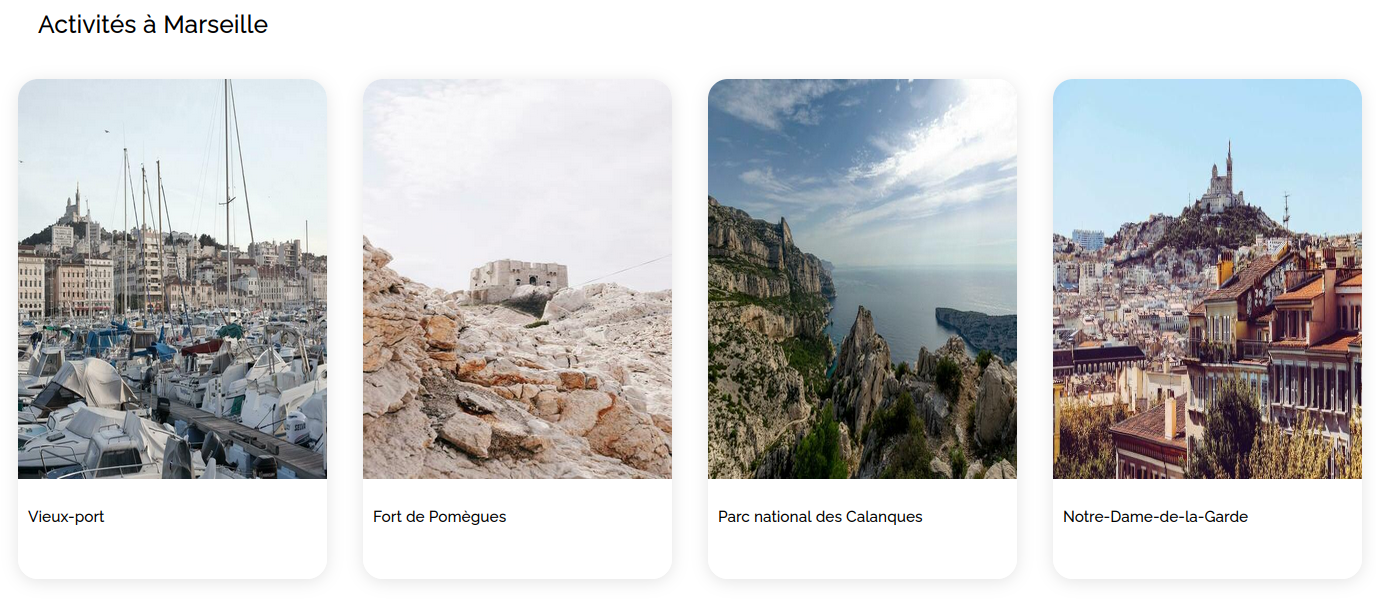 Activités à Marseille
Vieux-port
Fort de Pomègues
Parc national des Calanques
Notre-Dame-de-la-Garde